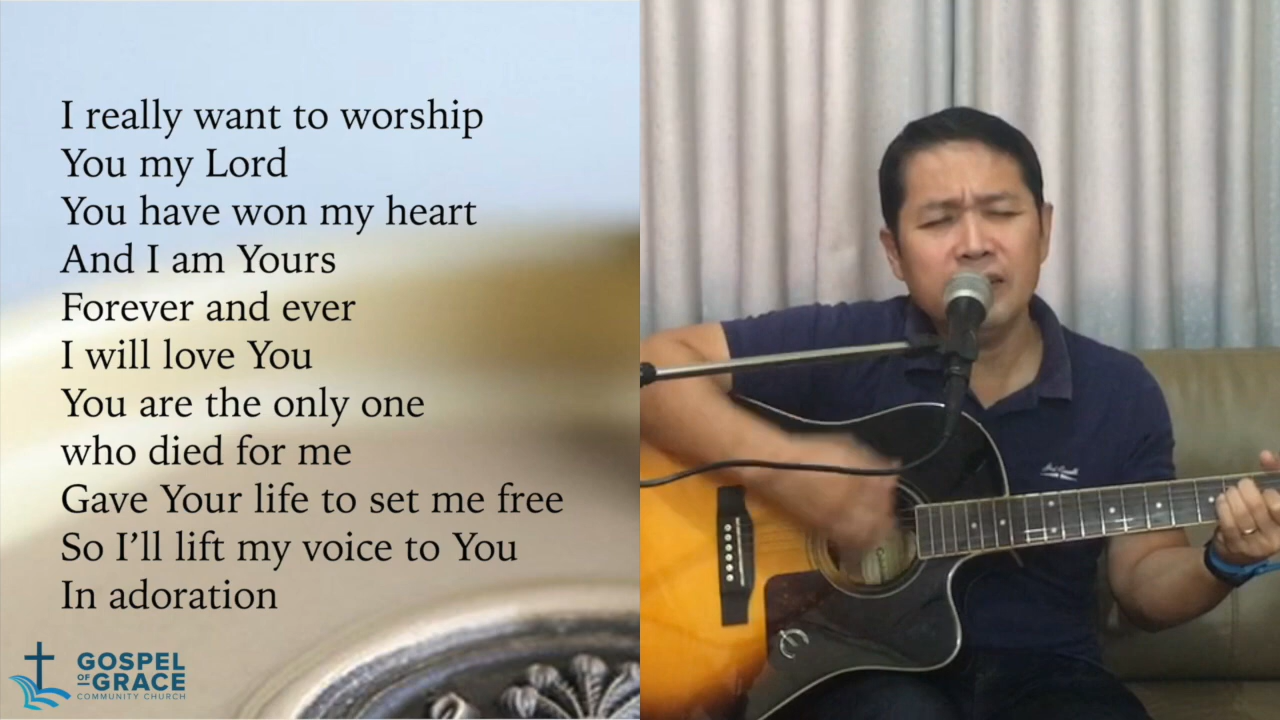 I really want to worship
You my Lord
You have won my heart
And I am Yours
Forever and ever
I will love You
You are the only one
who died for me
Gave Your life to set me free
So I’ll lift my voice to You
In adoration
GOSPEL
OF
GRACE
COMMUNITY CHURCH